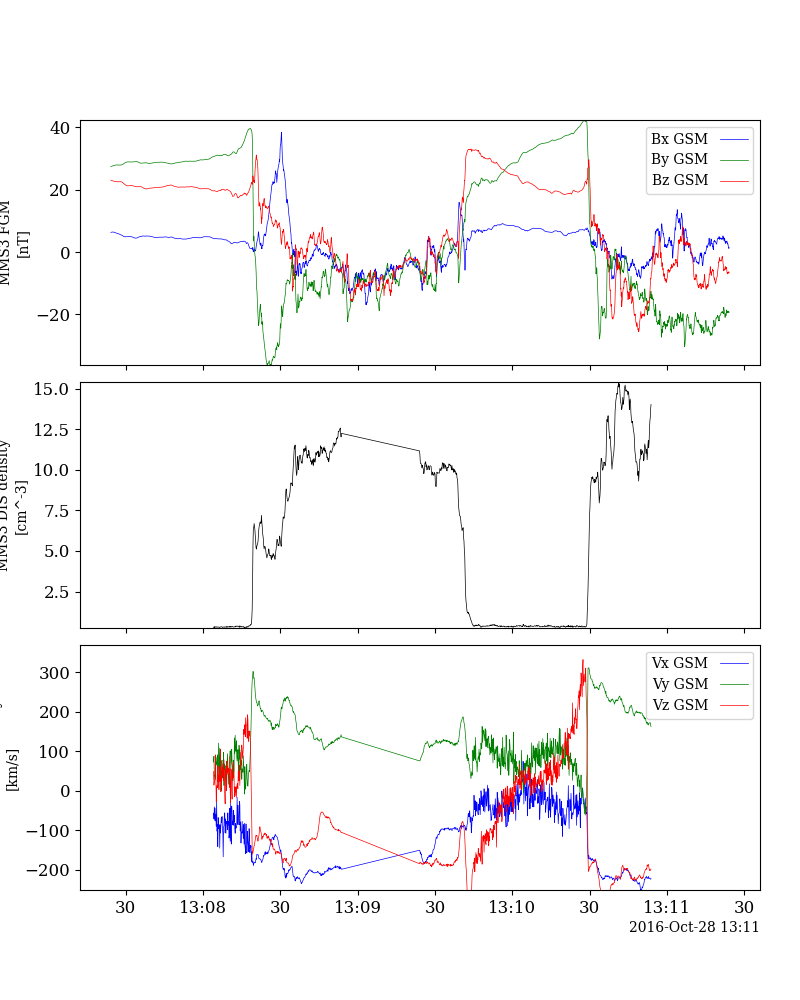 40
20
0
−20
MMS3 FGM
[nT]
Bx GSM
By GSM
Bz GSM
15.0
12.5
10.0
7.5
5.0
2.5
MMS3 DIS density
[cm^-3]
300
200
100
0
−100
−200
[km/s]
Vx GSM
Vy GSM
Vz GSM
30 13:08 30 13:09 30 13:10 30 13:11 30
2016-Oct-28 13:11